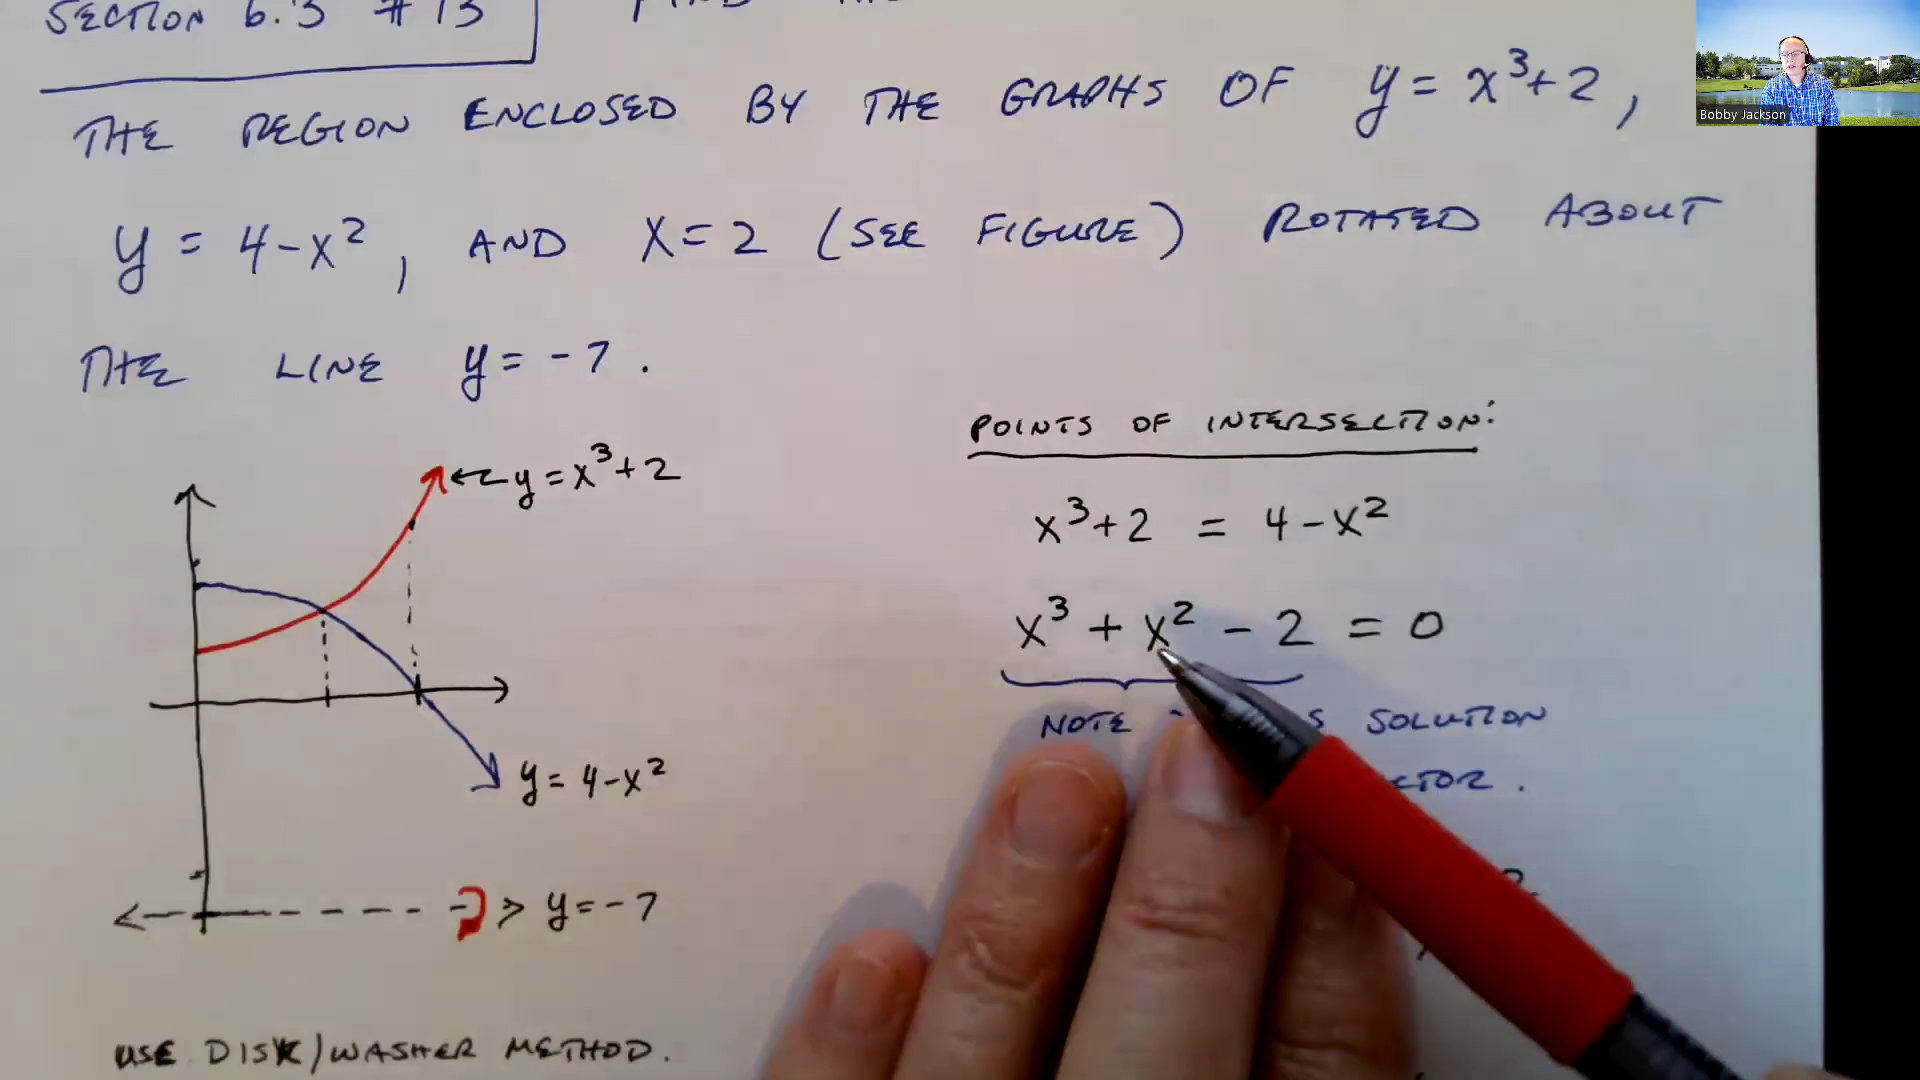 SECTION 6.3 #13
THE REGION ENCLOSED BY THE GRAPHS OF y = x³+2,
y = 4-x², AND x = 2 (SEE FIGURE) ROTATED ABOUT
THE LINE y = -7.
← y = x³+2
y = 4-x²
y = -7
USE DISK/WASHER METHOD.
POINTS OF INTERSECTION:
x³+2 = 4-x²
x³ + x² - 2 = 0
NOTE SOLUTION
Bobby Jackson